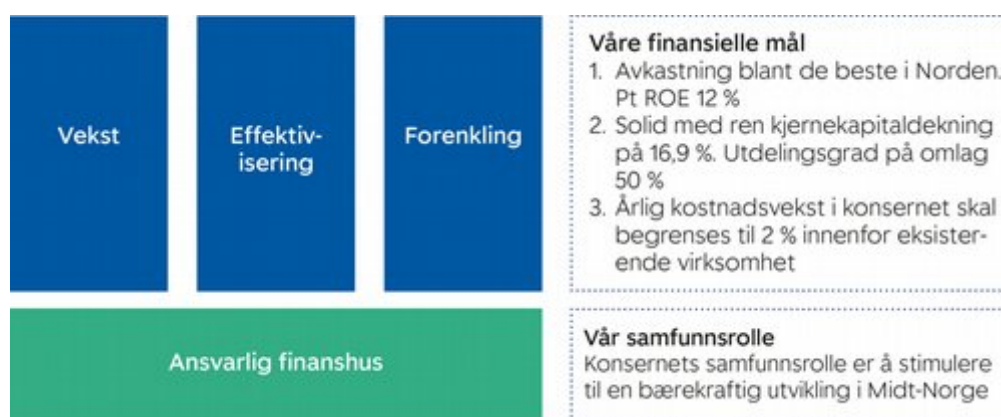 Vekst
Effektiv-
isering
Forenkling
Våre finansielle mål
1. Avkastning blant de beste i Norden.
Pt ROE 12 %
2. Solid med ren kjernekapitaldekning
på 16,9 %. Utdelingsgrad på omlag
50 %
3. Årlig kostnadsvekst i konsernet skal
begrenses til 2 % innenfor eksister-
ende virksomhet
Ansvarlig finanshus
Vår samfunnsrolle
Konsernets samfunnsrolle er å stimulere
til en bærekraftig utvikling i Midt-Norge